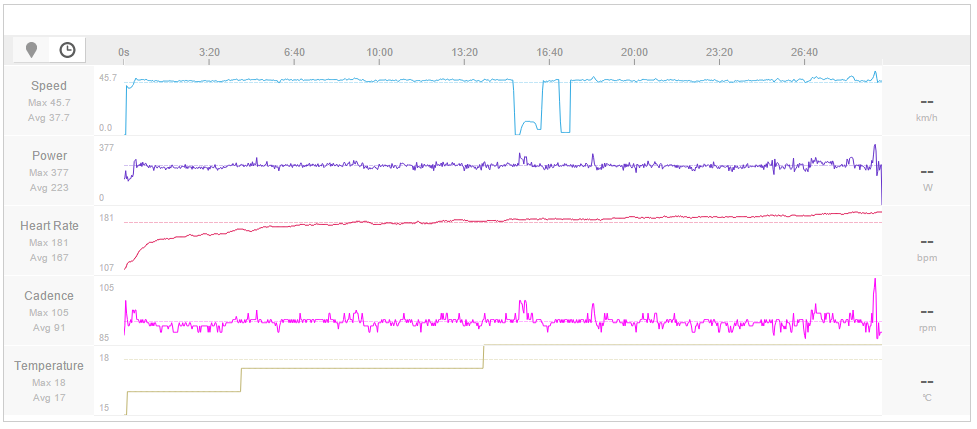 0s 3:20 6:40 10:00 13:20 16:40 20:00 23:20 26:40
Speed
Max 45.7
Avg 37.7
45.7
0.0
--
km/h
Power
Max 377
Avg 223
377
0
--
W
Heart Rate
Max 181
Avg 167
181
107
--
bpm
Cadence
Max 105
Avg 91
105
85
--
rpm
Temperature
Max 18
Avg 17
18
15
--
°C